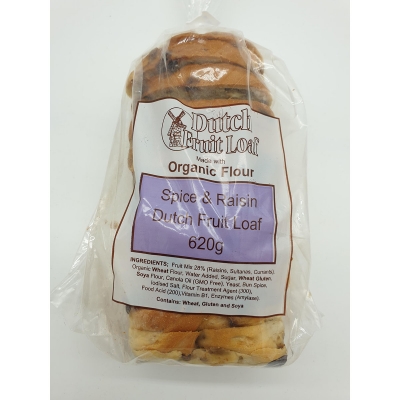 Dutch
Fruit Loaf
Made with
Organic Flour
Spice & Raisin
Dutch Fruit Loaf
620g
INGREDIENTS: Fruit Mix 28% (Raisins, Sultanas, Currants),
Organic Wheat Flour, Water Added, Sugar, Wheat Gluten,
Soya Flour, Canola Oil (GMO Free), Yeast, Bun Spice,
Iodised Salt, Flour Treatment Agent (300),
Food Acid (200),Vitamin B1, Enzymes (Amylase)
Contains: Wheat, Gluten and Soya